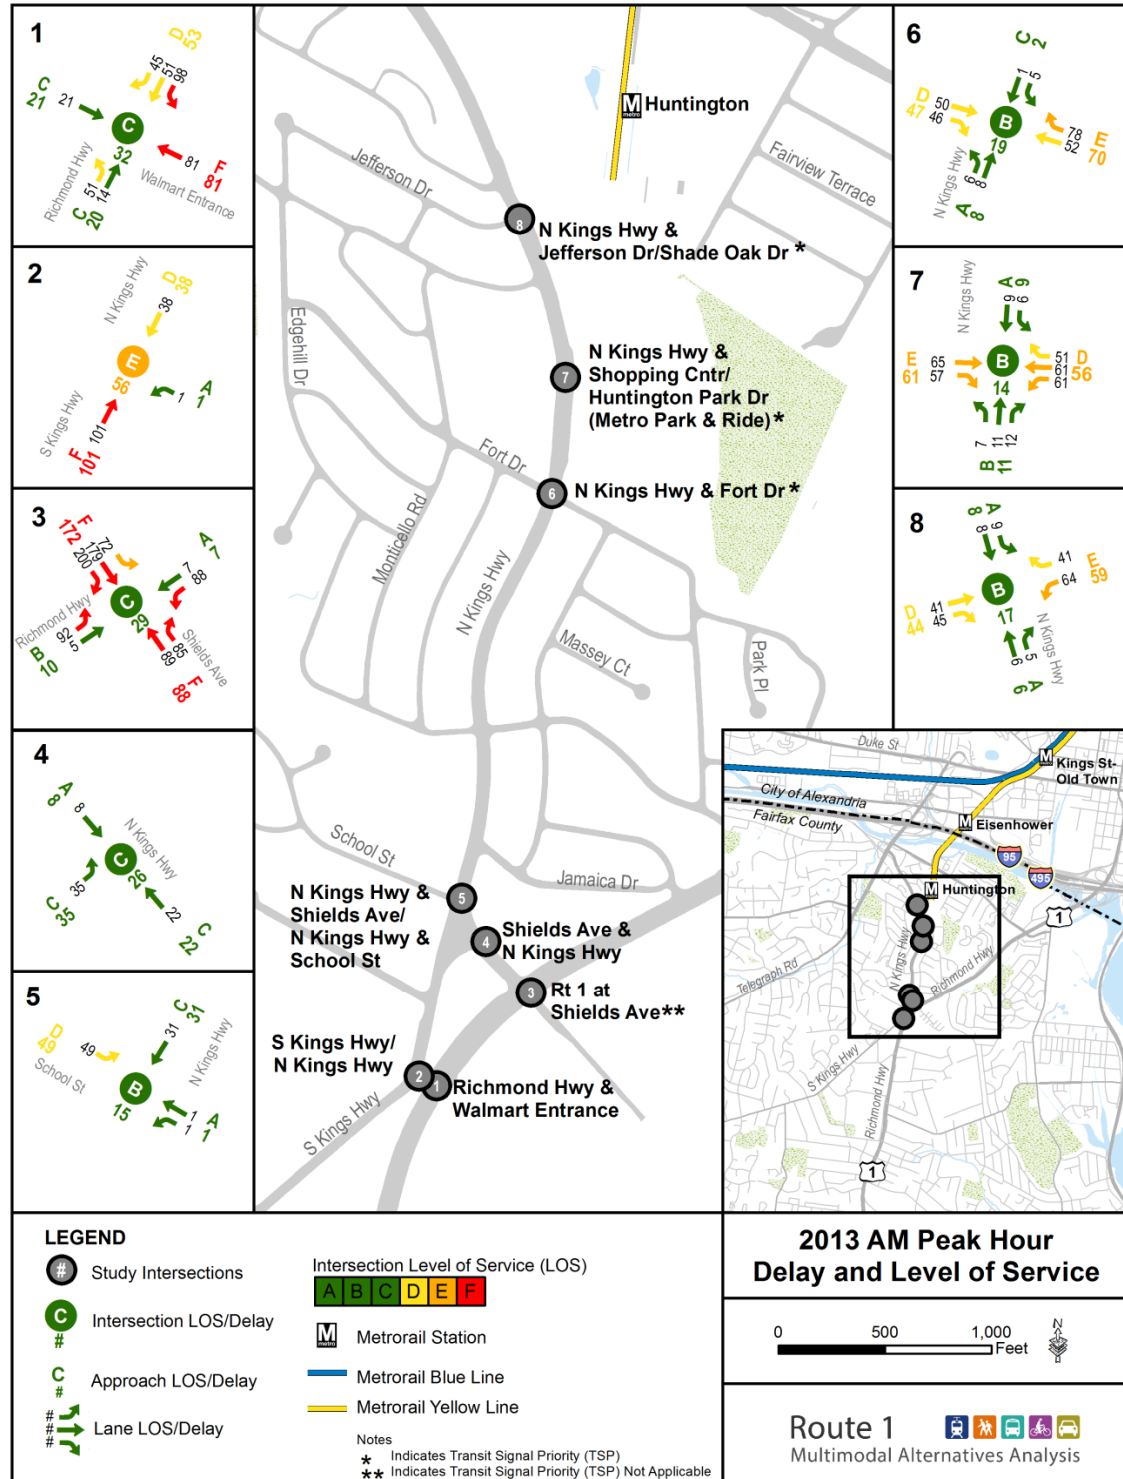 1
D
53
45
51
98
C
21
21
C
32
81
F
81
Richmond Hwy
Walmart Entrance
51
14
C
20
2
N Kings Hwy
D
38
38
E
56
A
1
1
S Kings Hwy
101
F
101
3
F
172
200
179
72
A
7
7
88
C
29
Richmond Hwy
92
5
B
10
Shields Ave
85
89
F
88
4
A
8
8
N Kings Hwy
C
26
35
C
35
22
C
22
5
D
49
49
School St
C
31
31
N Kings Hwy
B
15
1
1
A
1
Huntington
M
metro
Jefferson Dr
Fairview Terrace
8
N Kings Hwy &
Jefferson Dr/Shade Oak Dr *
Edgehill Dr
7
N Kings Hwy &
Shopping Cntr/
Huntington Park Dr
(Metro Park & Ride) *
Fort Dr
6
N Kings Hwy & Fort Dr *
Monticello Rd
N Kings Hwy
Massey Ct
Park Pl
School St
Jamaica Dr
5
N Kings Hwy &
Shields Ave/
N Kings Hwy &
School St
4
Shields Ave &
N Kings Hwy
3
Rt 1 at
Shields Ave**
S Kings Hwy/
N Kings Hwy
2
1
Richmond Hwy &
Walmart Entrance
S Kings Hwy
6
C
2
1
5
D
47
50
46
B
19
78
52
E
70
N Kings Hwy
6
8
A
8
7
N Kings Hwy
A
9
9
6
E
61
65
57
B
14
51
61
61
D
56
7
11
12
B
11
8
A
8
8
9
41
64
E
59
D
44
41
45
B
17
N Kings Hwy
6
5
A
6
Duke St
M
Kings St-
Old Town
City of Alexandria
Fairfax County
M
Eisenhower
95
495
M
Huntington
1
Telegraph Rd
N Kings Hwy
Richmond Hwy
S Kings Hwy
Richmond Hwy
1
LEGEND
# Study Intersections
C
#
Intersection LOS/Delay
C
#
Approach LOS/Delay
#
#
#
Lane LOS/Delay
Intersection Level of Service (LOS)
A B C D E F
M
metro
Metrorail Station
Metrorail Blue Line
Metrorail Yellow Line
Notes
* Indicates Transit Signal Priority (TSP)
** Indicates Transit Signal Priority (TSP) Not Applicable
2013 AM Peak Hour
Delay and Level of Service
0 500 1,000
Feet
N
Route 1
Multimodal Alternatives Analysis